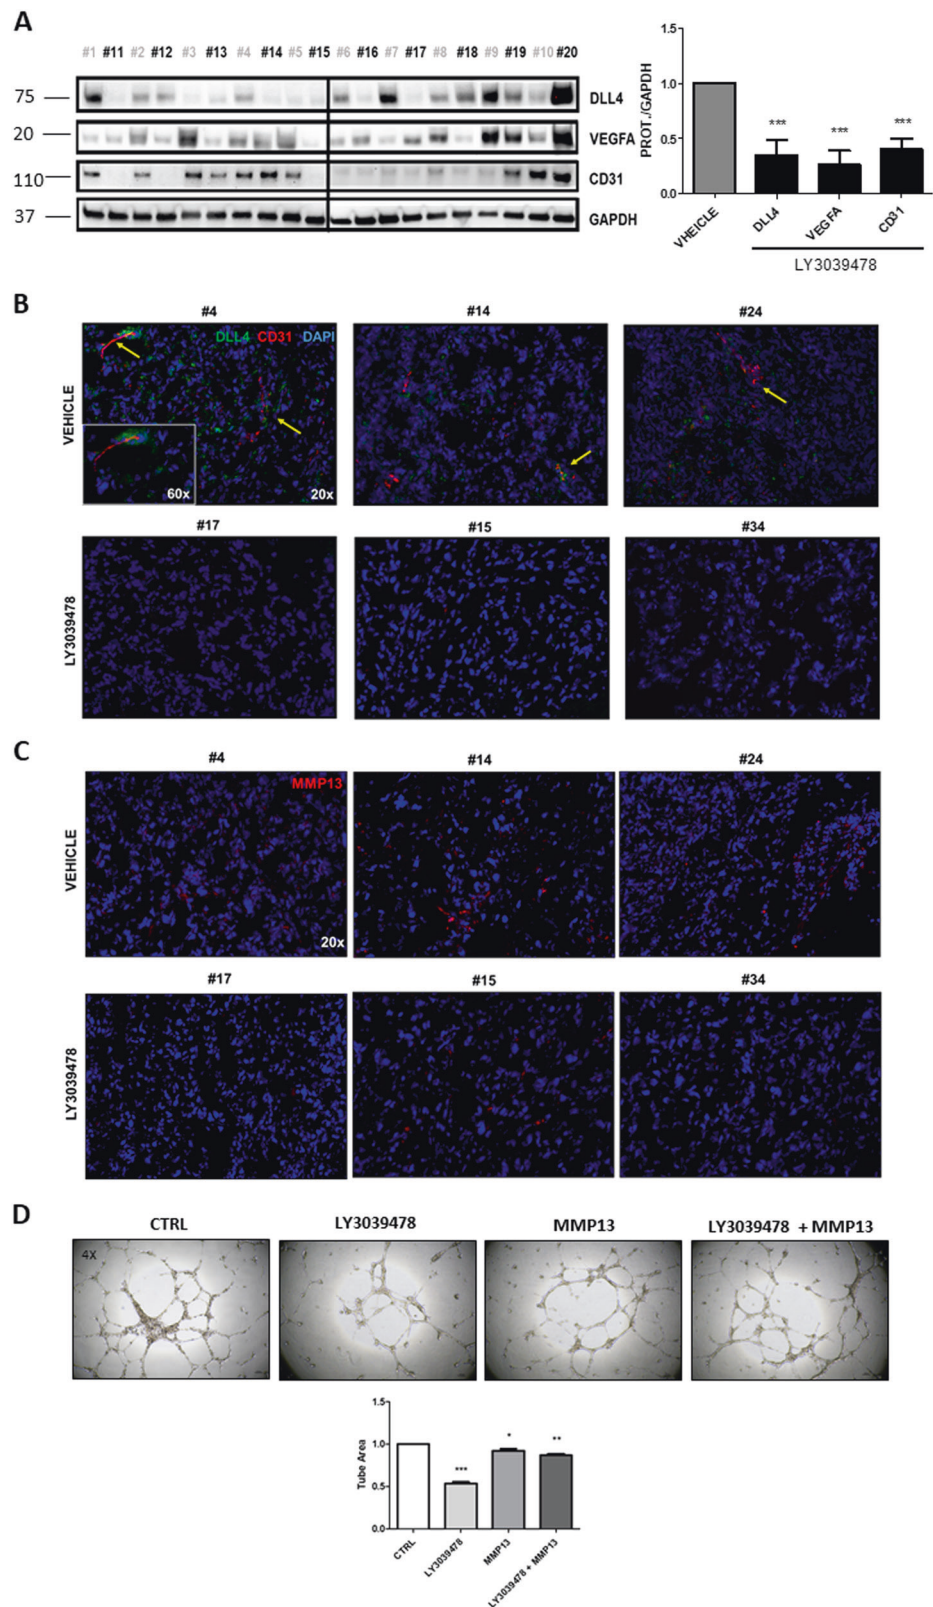 A
#1 #11 #2 #12 #3 #13 #4 #14 #5 #15 #6 #16 #7 #17 #8 #18 #9 #19 #10 #20
75
DLL4
20
VEGFA
110
CD31
37
GAPDH
PROT./GAPDH
1.5
1.0
0.5
0.0
***
***
***
VHEICLE
DLL4
VEGFA
CD31
LY3039478
B
#4
#14
#24
VEHICLE
DLL4 CD31 DAPI
60x
20x
#17
#15
#34
LY3039478
C
#4
#14
#24
VEHICLE
MMP13
20x
#17
#15
#34
LY3039478
D
CTRL
LY3039478
MMP13
LY3039478 + MMP13
4X
Tube Area
1.5
1.0
0.5
0.0
***
*
**
CTRL
LY3039478
MMP13
LY3039478 + MMP13